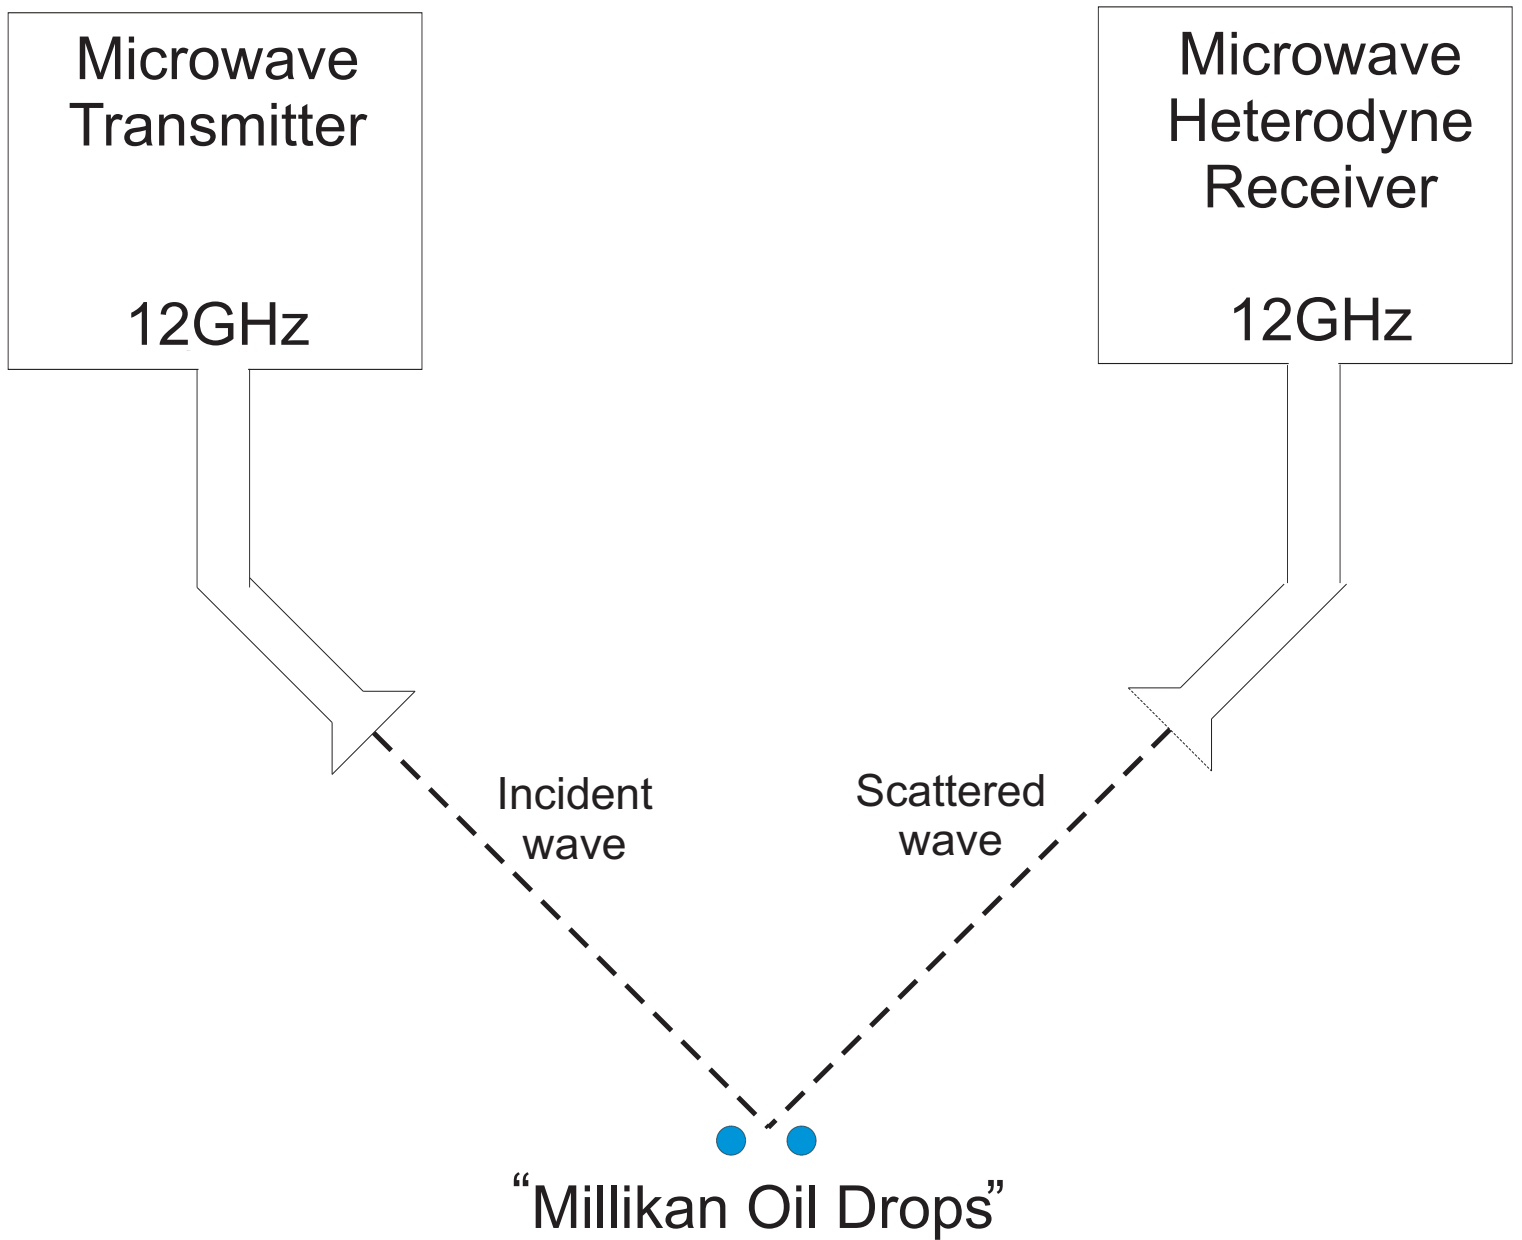 Microwave
Transmitter
12GHz
Microwave
Heterodyne
Receiver
12GHz
Incident
wave
Scattered
wave
“Millikan Oil Drops”